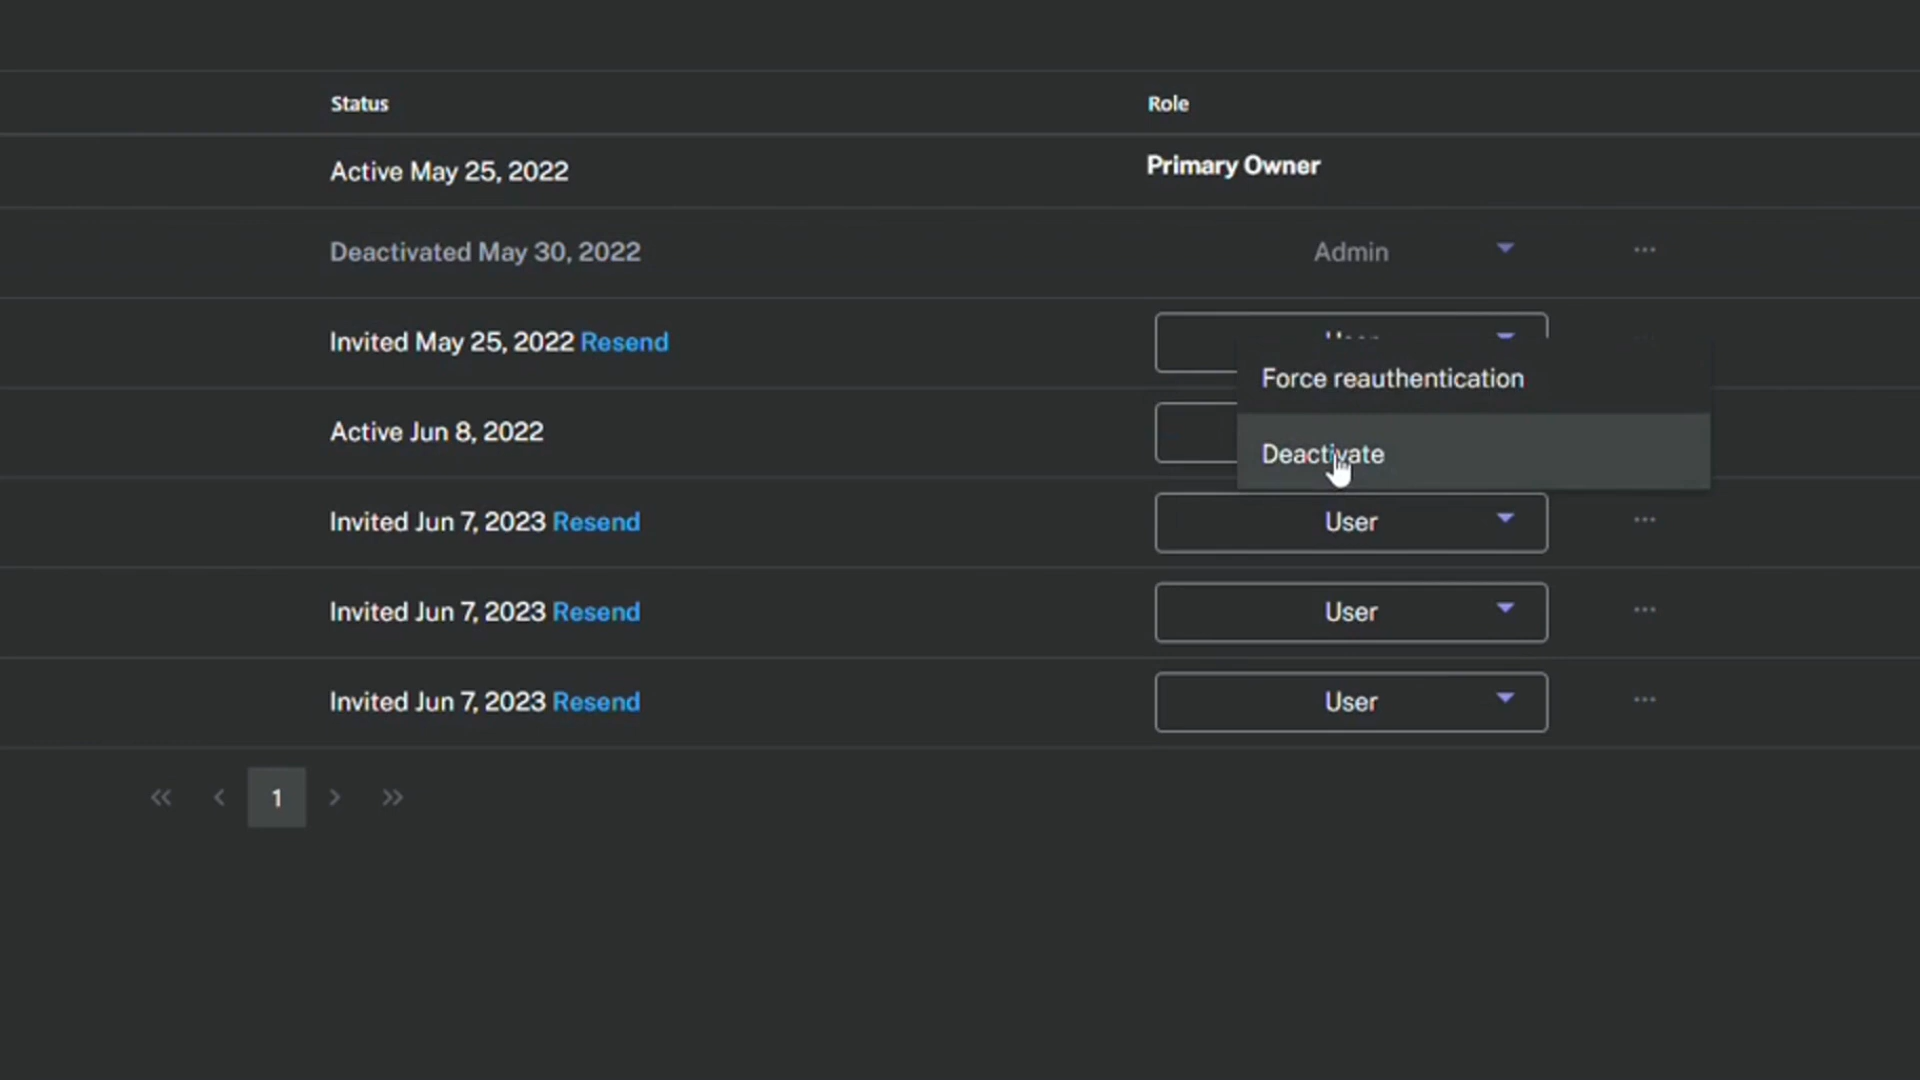 Status Role
Active May 25, 2022 Primary Owner
Deactivated May 30, 2022 Admin ...
Invited May 25, 2022 Resend
Force reauthentication
Active Jun 8, 2022
Deactivate
Invited Jun 7, 2023 Resend User ...
Invited Jun 7, 2023 Resend User ...
Invited Jun 7, 2023 Resend User ...
« < 1 > »